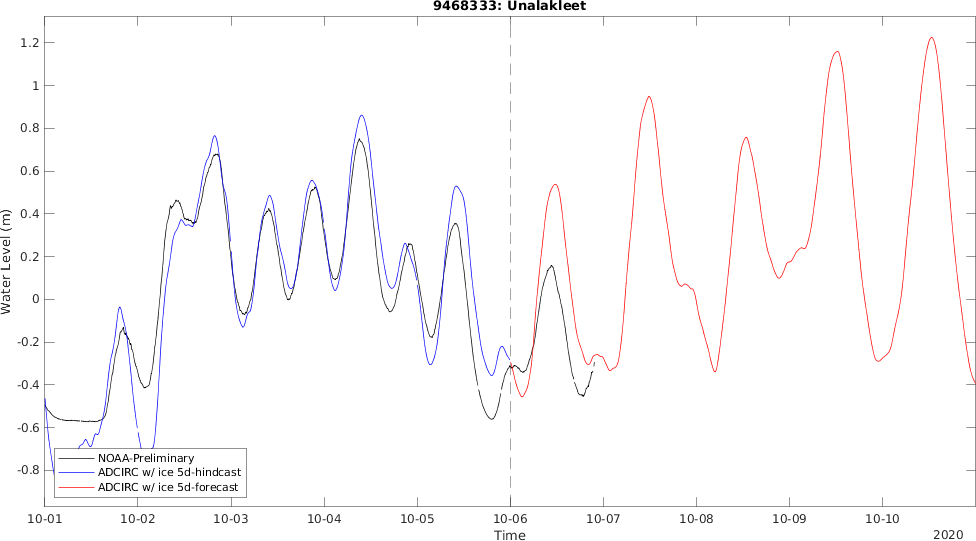 9468333: Unalakleet
Water Level (m)
1.2
1
0.8
0.6
0.4
0.2
0
-0.2
-0.4
-0.6
-0.8
NOAA-Preliminary
ADCIRC w/ ice 5d-hindcast
ADCIRC w/ ice 5d-forecast
10-01 10-02 10-03 10-04 10-05 10-06 10-07 10-08 10-09 10-10
Time
2020